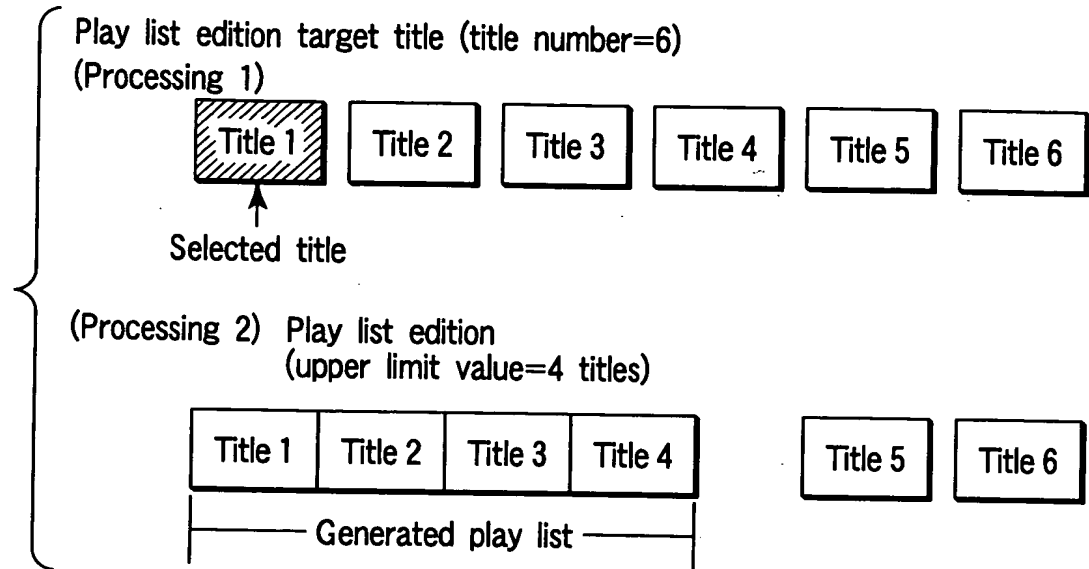 Play list edition target title (title number=6)
(Processing 1)
Title 1 Title 2 Title 3 Title 4 Title 5 Title 6
Selected title
(Processing 2) Play list edition
(upper limit value=4 titles)
Title 1 Title 2 Title 3 Title 4 Title 5 Title 6
Generated play list